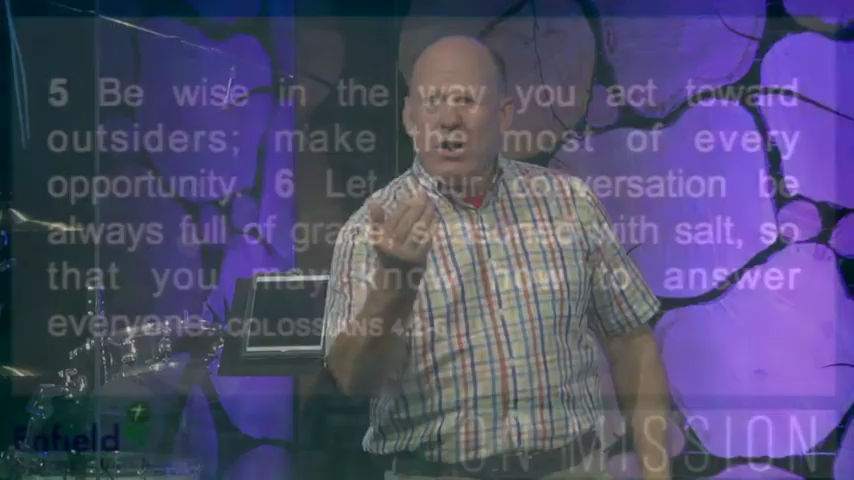 5 Be wise in the way you act toward
outsiders; make the most of every
opportunity. 6 Let your conversation be
always full of grace, seasoned with salt, so
that you may know how to answer
everyone. COLOSSIANS 4:2-6
Enfield
ON MISSION